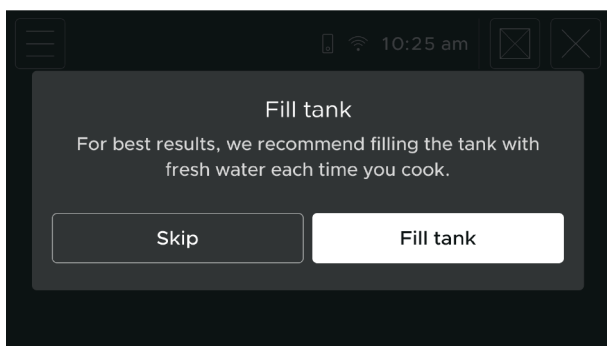 10:25 am
Fill tank
For best results, we recommend filling the tank with
fresh water each time you cook.
Skip
Fill tank